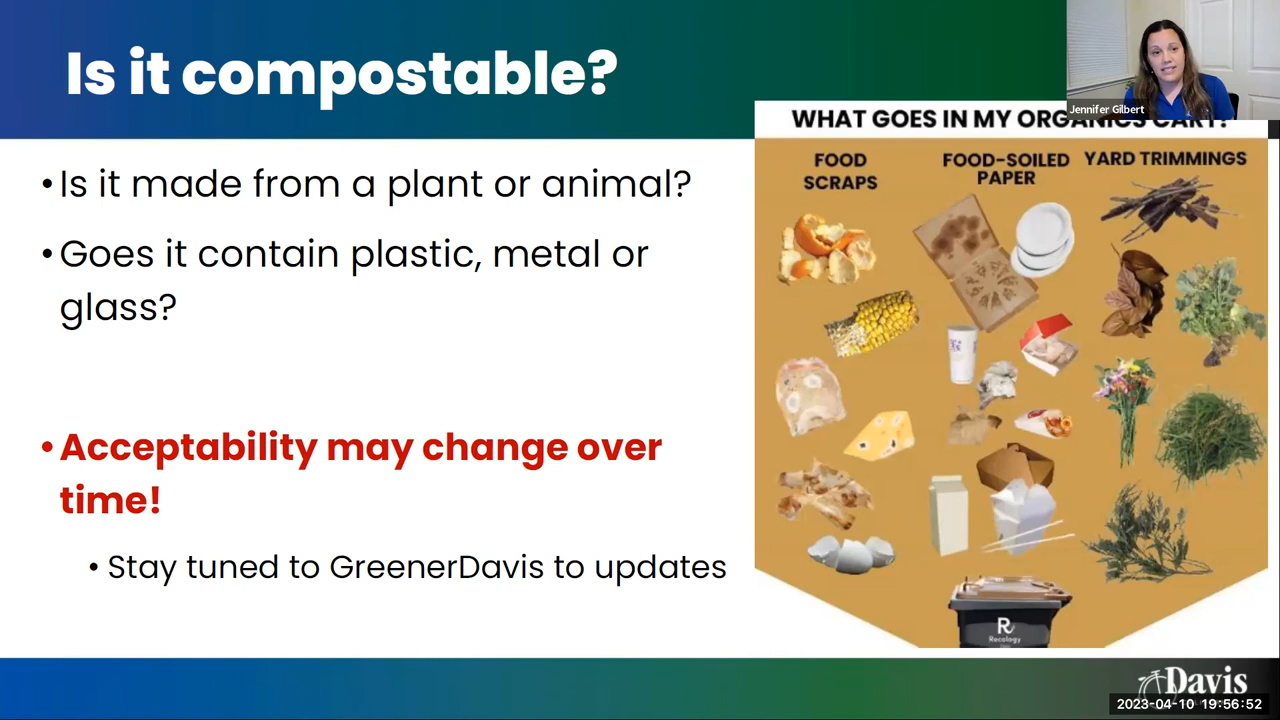 Is it compostable?
Jennifer Gilbert
WHAT GOES IN MY ORGANICS CART?
• Is it made from a plant or animal?
• Goes it contain plastic, metal or
glass?
• Acceptability may change over
time!
• Stay tuned to GreenerDavis to updates
FOOD
SCRAPS
FOOD-SOILED
PAPER
YARD TRIMMINGS
R
Recology
Davis
2023-04-10 19:56:52